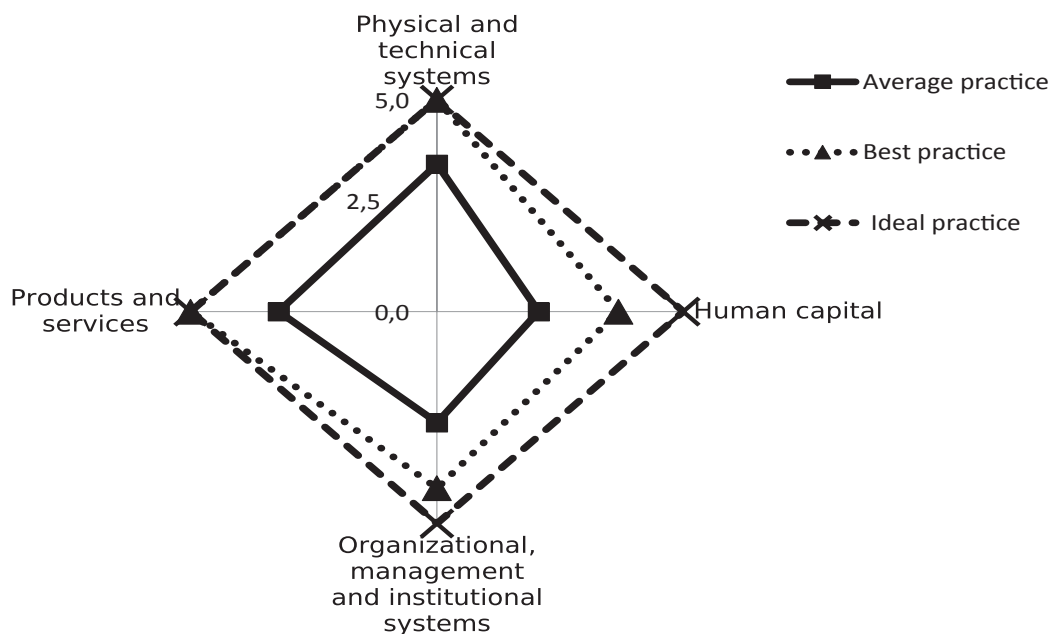 Physical and
technical
systems
5,0
2,5
0,0
Products and
services
Human capital
Organizational,
management
and institutional
systems
Average practice
Best practice
Ideal practice